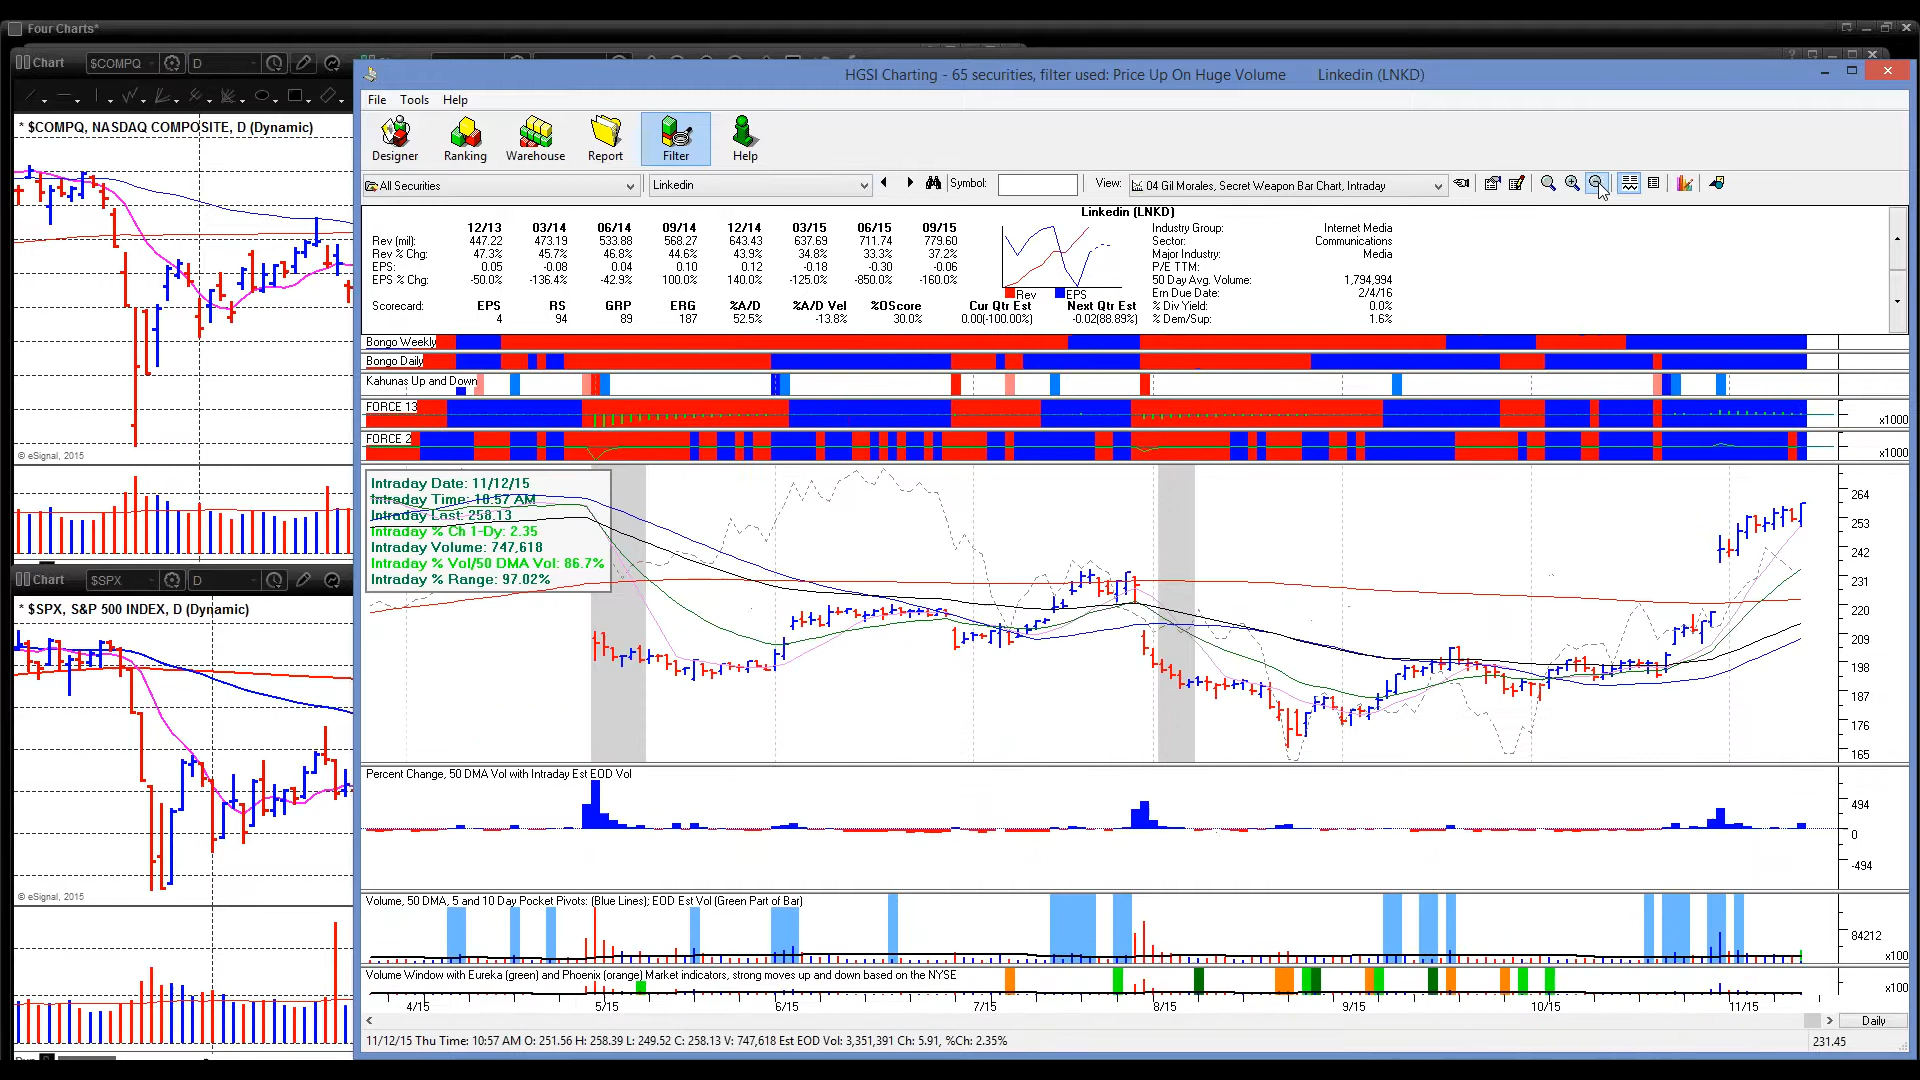 Four Charts*
Chart
$COMPQ
D
* $COMPQ, NASDAQ COMPOSITE, D (Dynamic)
© eSignal, 2015
Chart
$SPX
D
* $SPX, S&P 500 INDEX, D (Dynamic)
© eSignal, 2015
HGSI Charting - 65 securities, filter used: Price Up On Huge Volume Linkedin (LNKD)
File Tools Help
Designer Ranking Warehouse Report Filter Help
All Securities Linkedin Symbol: View: 04 Gil Morales, Secret Weapon Bar Chart, Intraday
Linkedin (LNKD)
12/13 03/14 06/14 09/14 12/14 03/15 06/15 09/15
Rev (mil) 447.22 473.19 533.88 568.27 643.43 637.69 711.74 779.60
Rev % Chg: 47.3% 45.7% 46.8% 44.6% 43.9% 34.8% 33.3% 37.2%
EPS: 0.05 -0.08 0.04 0.10 0.12 -0.18 -0.30 -0.06
EPS % Chg: -50.0% -136.4% -42.9% 100.0% 140.0% -125.0% -850.0% -160.0%
Rev EPS
Scorecard: EPS RS GRP ERG %A/D %A/D Vel %OScore Cur Qtr Est Next Qtr Est
4 94 89 187 52.5% -13.8% 30.0% 0.00(-100.00%) -0.02(88.89%)
Industry Group: Internet Media
Sector: Communications
Major Industry: Media
P/E TTM:
50 Day Avg. Volume: 1,794,994
Ern Due Date: 2/4/16
% Div Yield: 0.0%
% Dem/Sup: 1.6%
Bongo Weekly
Bongo Daily
Kahunas Up and Down
FORCE 13
x1000
FORCE 2
x1000
Intraday Date: 11/12/15
Intraday Time: 10:57 AM
Intraday Last: 258.13
Intraday % Ch 1-Dy: 2.35
Intraday Volume: 747,618
Intraday % Vol/50 DMA Vol: 86.7%
Intraday % Range: 97.02%
264
253
242
231
220
209
198
187
176
165
Percent Change, 50 DMA Vol with Intraday Est EOD Vol
494
0
-494
Volume, 50 DMA, 5 and 10 Day Pocket Pivots: (Blue Lines); EOD Est Vol (Green Part of Bar)
84212
x100
Volume Window with Eureka (green) and Phoenix (orange) Market indicators, strong moves up and down based on the NYSE
x100
4/15 5/15 6/15 7/15 8/15 9/15 10/15 11/15
Daily
11/12/15 Thu Time: 10:57 AM O: 251.56 H: 258.39 L: 249.52 C: 258.13 V: 747,618 Est EOD Vol: 3,351,391 Ch: 5.91, %Ch: 2.35%
231.45